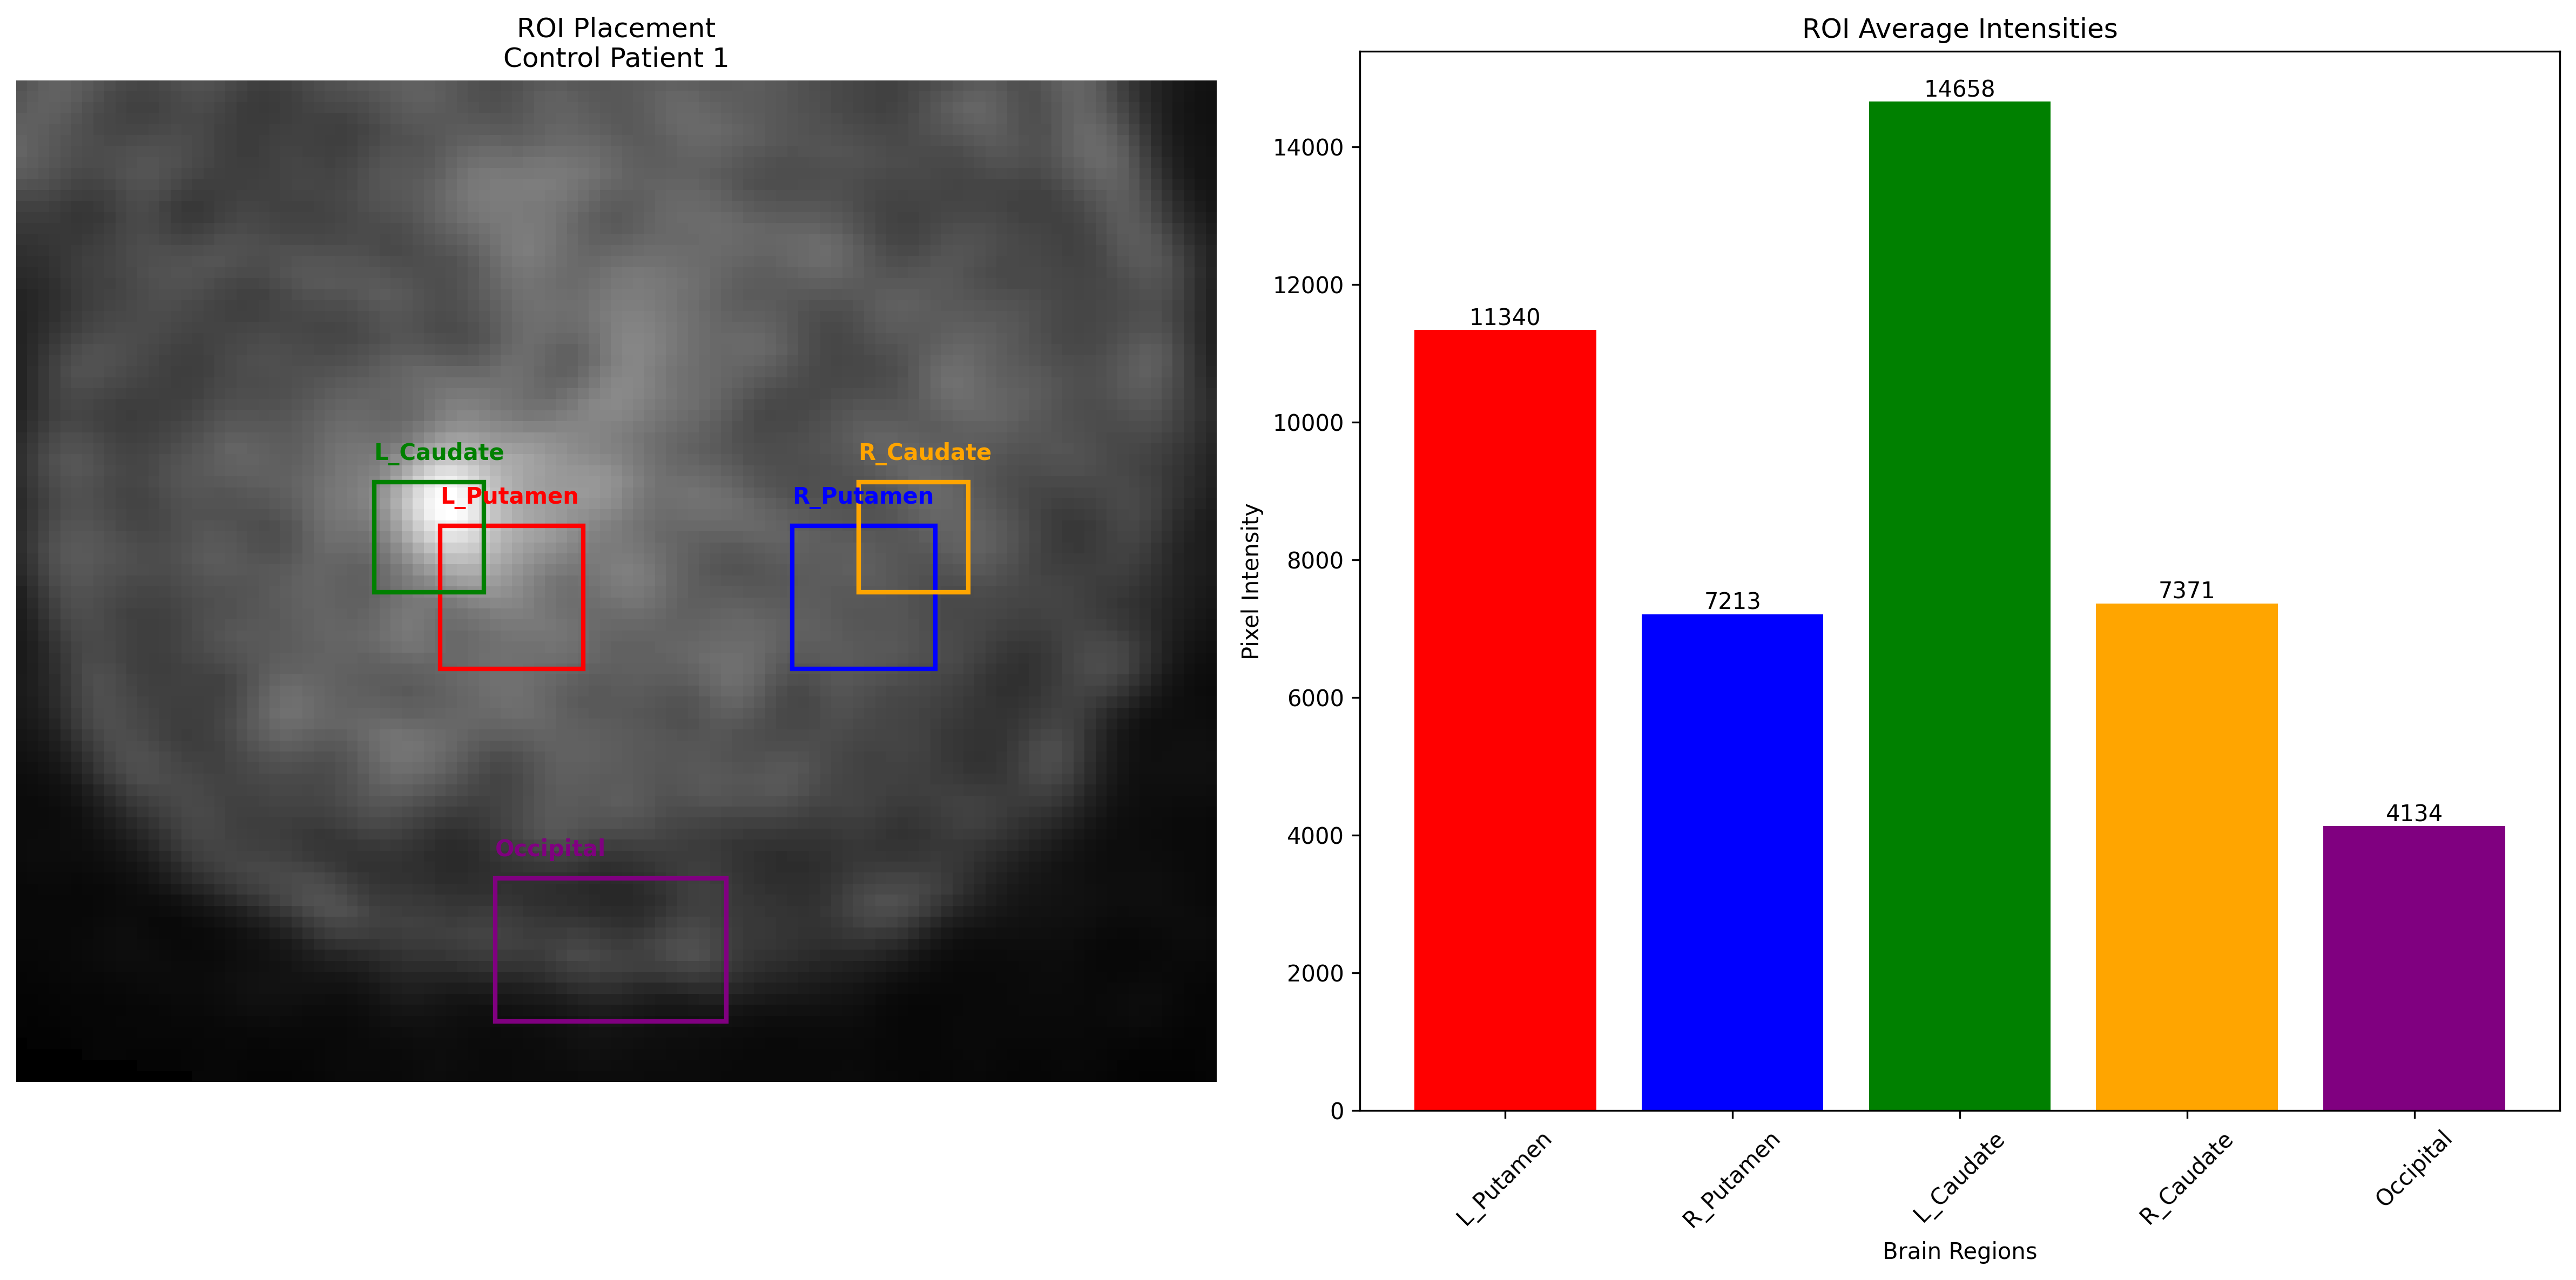 ROI Placement
Control Patient 1
L_Caudate
R_Caudate
L_Putamen
R_Putamen
Occipital
ROI Average Intensities
14658
14000
12000
11340
10000
8000
7371
7213
6000
4134
4000
2000
0
Pixel Intensity
L_Putamen
R_Putamen
L_Caudate
R_Caudate
Occipital
Brain Regions